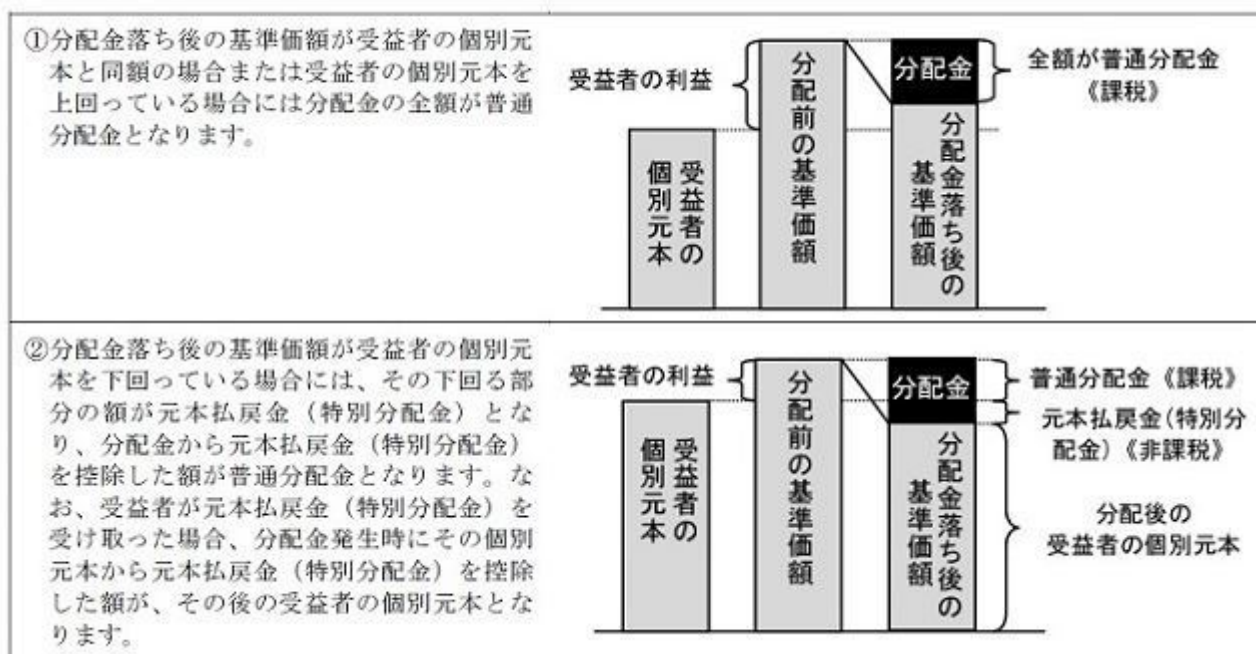 ①分配金落ち後の基準価額が受益者の個別元
本と同額の場合または受益者の個別元本を
上回っている場合には分配金の全額が普通
分配金となります。
受益者の利益
受益者の
個別元本
分配前の基準価額
分配金
分配金落ち後の
基準価額
全額が普通分配金
《課税》
②分配金落ち後の基準価額が受益者の個別元
本を下回っている場合には、その下回る部
分の額が元本払戻金（特別分配金）とな
り、分配金から元本払戻金（特別分配金）
を控除した額が普通分配金となります。な
お、受益者が元本払戻金（特別分配金）を
受け取った場合、分配金発生時にその個別
元本から元本払戻金（特別分配金）を控除
した額が、その後の受益者の個別元本とな
ります。
受益者の利益
受益者の
個別元本
分配前の基準価額
分配金
分配金落ち後の
基準価額
普通分配金《課税》
元本払戻金(特別分
配金)《非課税》
分配後の
受益者の個別元本